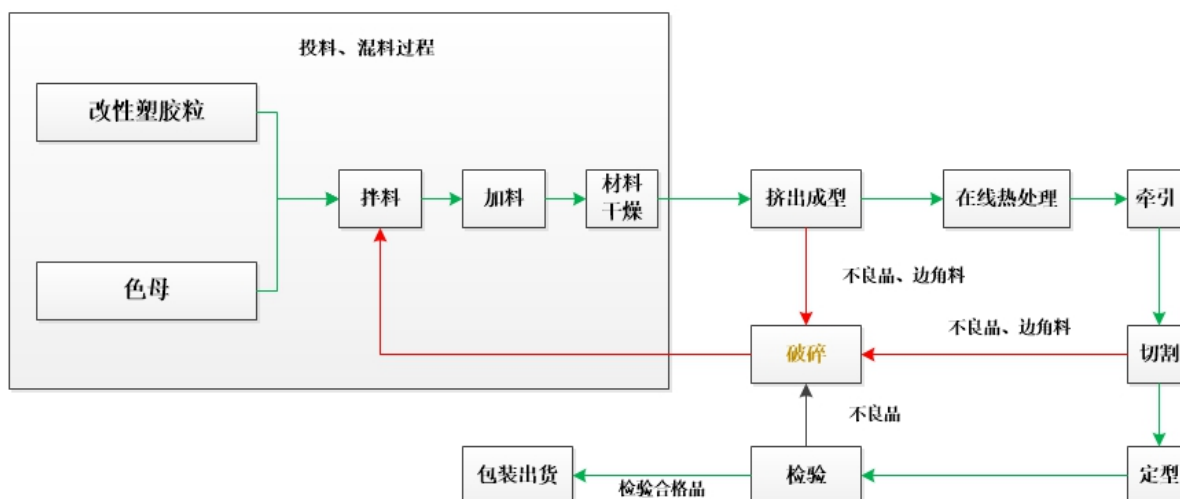 投料、混料过程
改性塑胶粒
色母
拌料
加料
材料
干燥
挤出成型
在线热处理
牵引
不良品、边角料
不良品、边角料
破碎
切割
不良品
包装出货
检验合格品
检验
定型